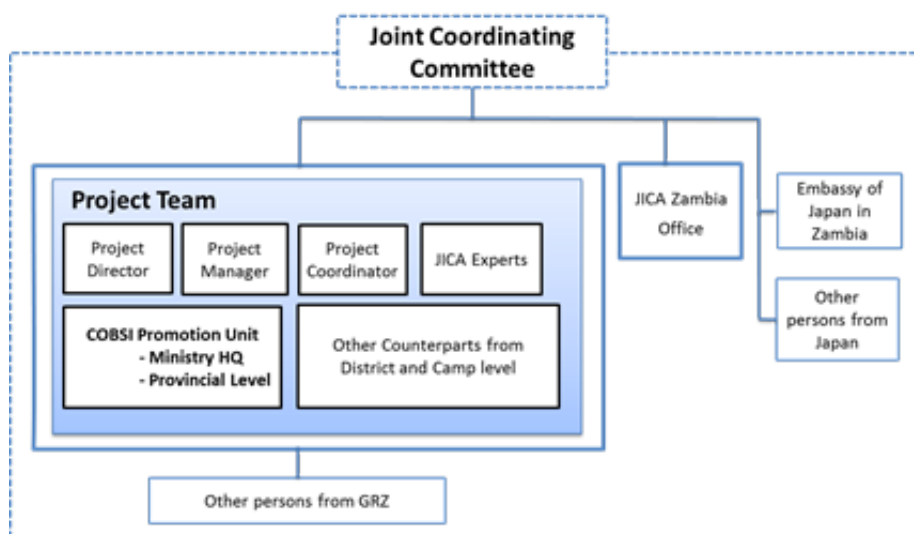 Joint Coordinating
Committee
Project Team
Project
Director
Project
Manager
Project
Coordinator
JICA Experts
COBSI Promotion Unit
- Ministry HQ
- Provincial Level
Other Counterparts from
District and Camp level
Other persons from GRZ
JICA Zambia
Office
Embassy of
Japan in
Zambia
Other
persons from
Japan